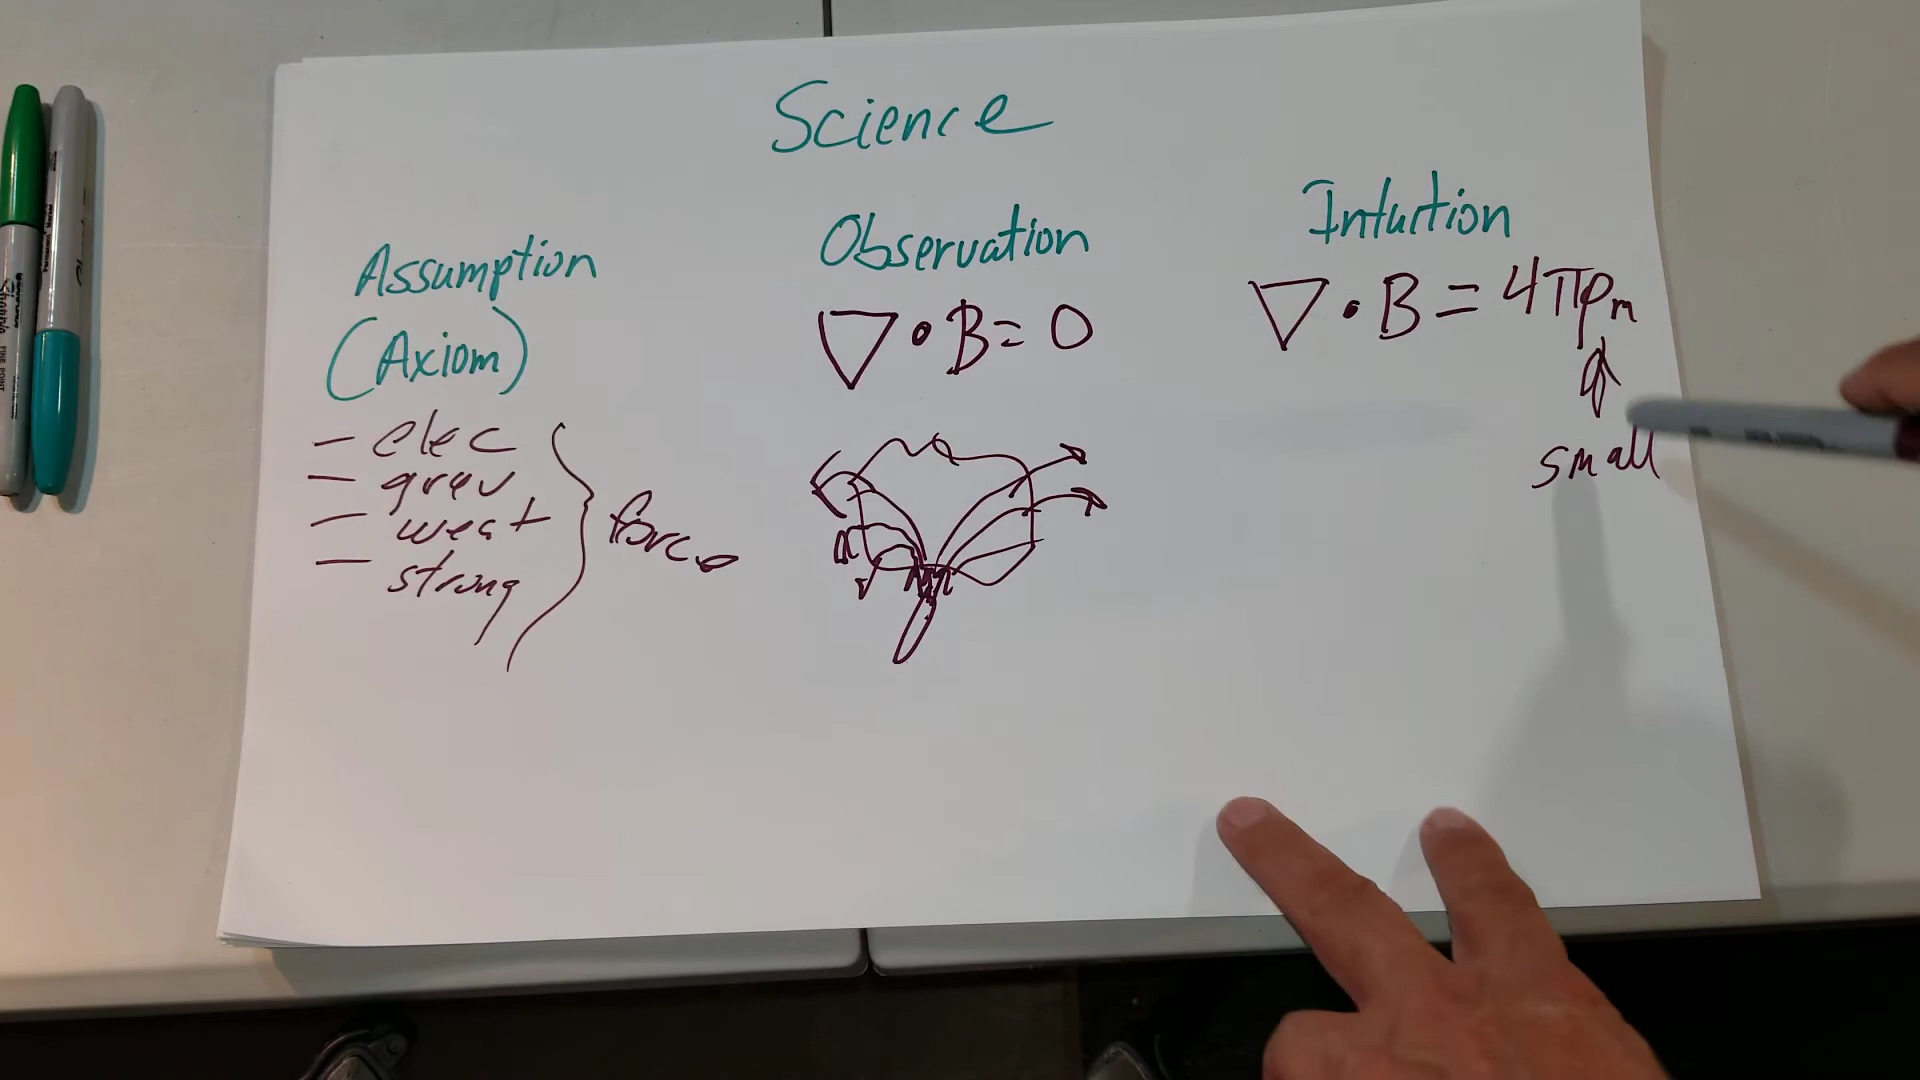 Science
Assumption
(Axiom)
- elec
- grav
- weak
- strong
force
Observation
▽ • B = 0
Intuition
▽ • B = 4πρm
small